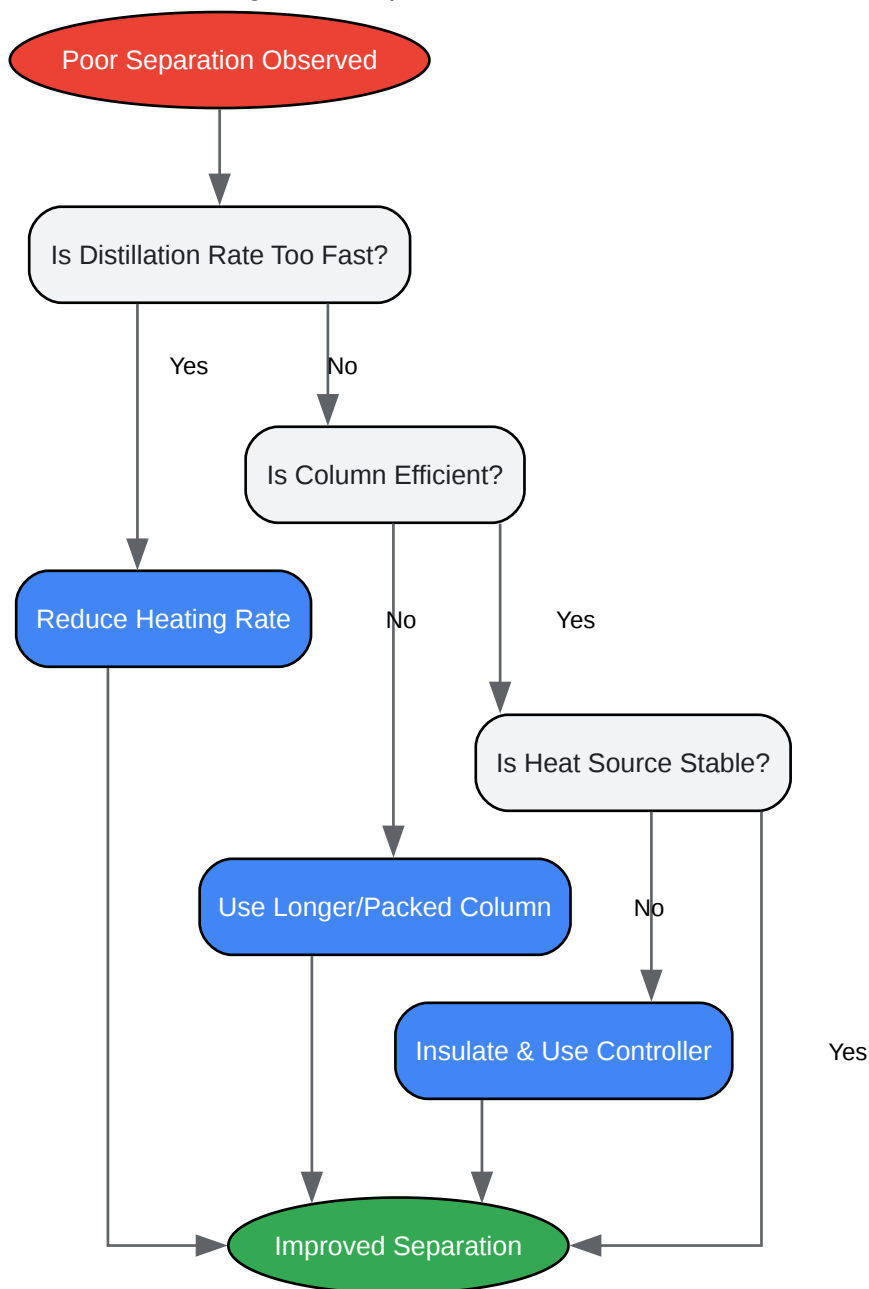 Poor Separation Observed
Is Distillation Rate Too Fast?
Yes
No
Is Column Efficient?
Reduce Heating Rate
No
Yes
Is Heat Source Stable?
Use Longer/Packed Column
No
Insulate & Use Controller
Yes
Improved Separation